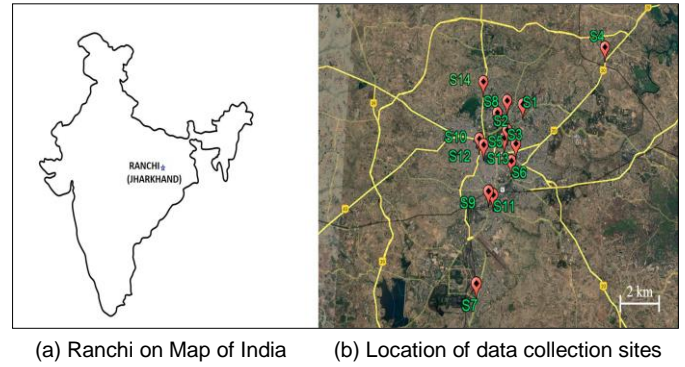 RANCHI
(JHARKHAND)
S4
S14
S8
S1
S2
S3
S10
S5
S12
S13
S6
S9
S11
S7
2 km
(a) Ranchi on Map of India
(b) Location of data collection sites